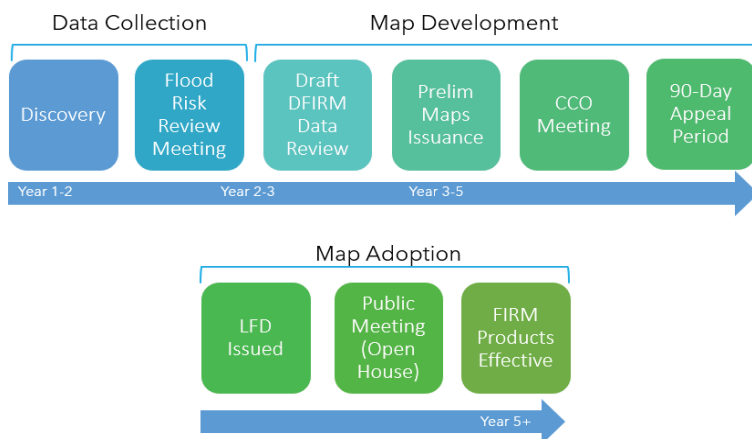 Data Collection
Map Development
Discovery
Flood
Risk
Review
Meeting
Draft
DFIRM
Data
Review
Prelim
Maps
Issuance
CCO
Meeting
90-Day
Appeal
Period
Year 1-2
Year 2-3
Year 3-5
Map Adoption
LFD
Issued
Public
Meeting
(Open
House)
FIRM
Products
Effective
Year 5+